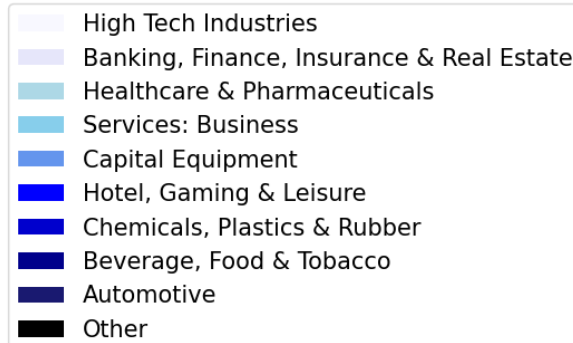 High Tech Industries
Banking, Finance, Insurance & Real Estate
Healthcare & Pharmaceuticals
Services: Business
Capital Equipment
Hotel, Gaming & Leisure
Chemicals, Plastics & Rubber
Beverage, Food & Tobacco
Automotive
Other